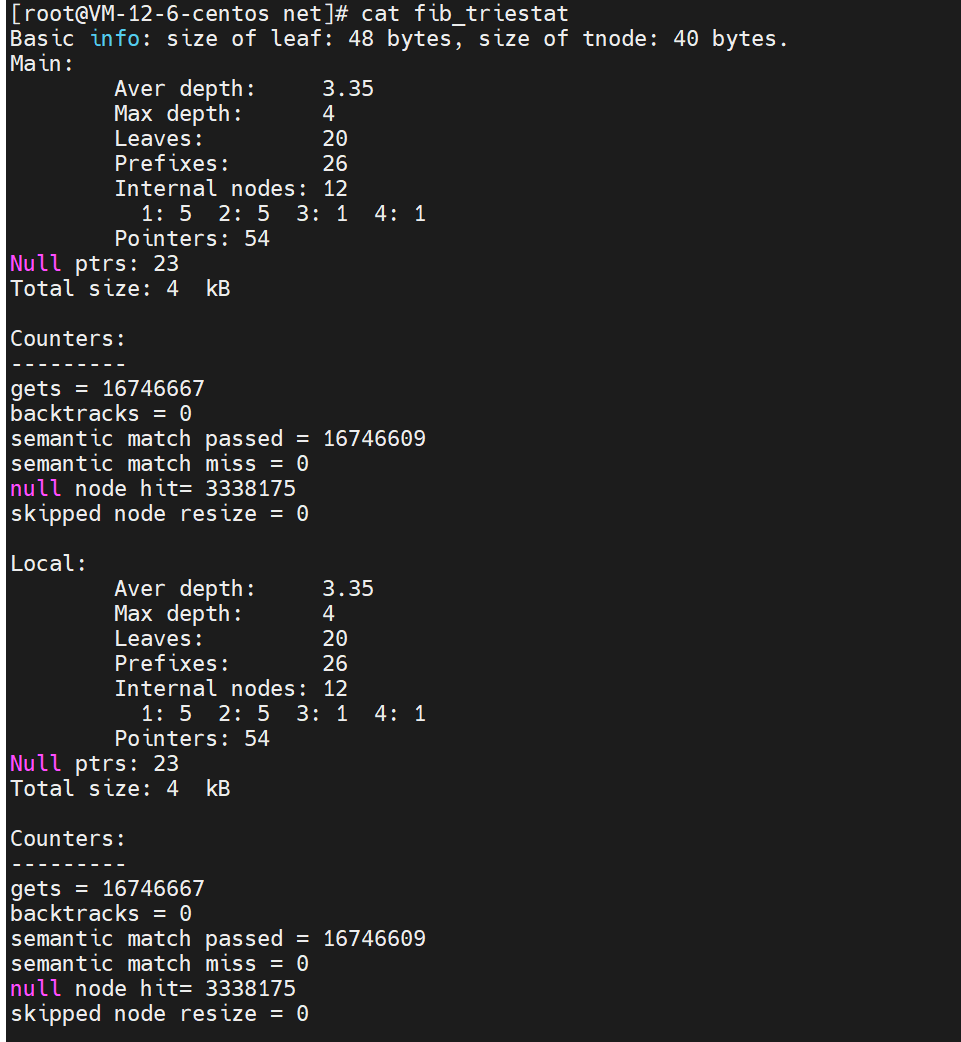 [root@VM-12-6-centos net]# cat fib_triestat
Basic info: size of leaf: 48 bytes, size of tnode: 40 bytes.
Main:
        Aver depth:     3.35
        Max depth:      4
        Leaves:         20
        Prefixes:       26
        Internal nodes: 12
          1: 5  2: 5  3: 1  4: 1
        Pointers: 54
Null ptrs: 23
Total size: 4  kB

Counters:
---------
gets = 16746667
backtracks = 0
semantic match passed = 16746609
semantic match miss = 0
null node hit= 3338175
skipped node resize = 0

Local:
        Aver depth:     3.35
        Max depth:      4
        Leaves:         20
        Prefixes:       26
        Internal nodes: 12
          1: 5  2: 5  3: 1  4: 1
        Pointers: 54
Null ptrs: 23
Total size: 4  kB

Counters:
---------
gets = 16746667
backtracks = 0
semantic match passed = 16746609
semantic match miss = 0
null node hit= 3338175
skipped node resize = 0